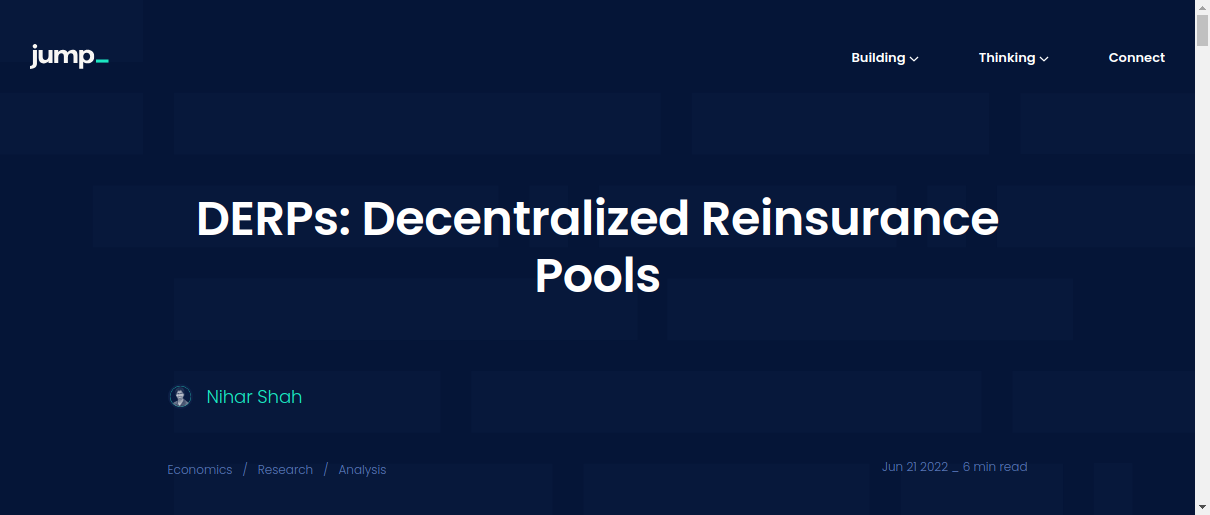 jump_
Building
Thinking
Connect
DERPs: Decentralized Reinsurance
Pools
Nihar Shah
Economics / Research / Analysis
Jun 21 2022 _ 6 min read